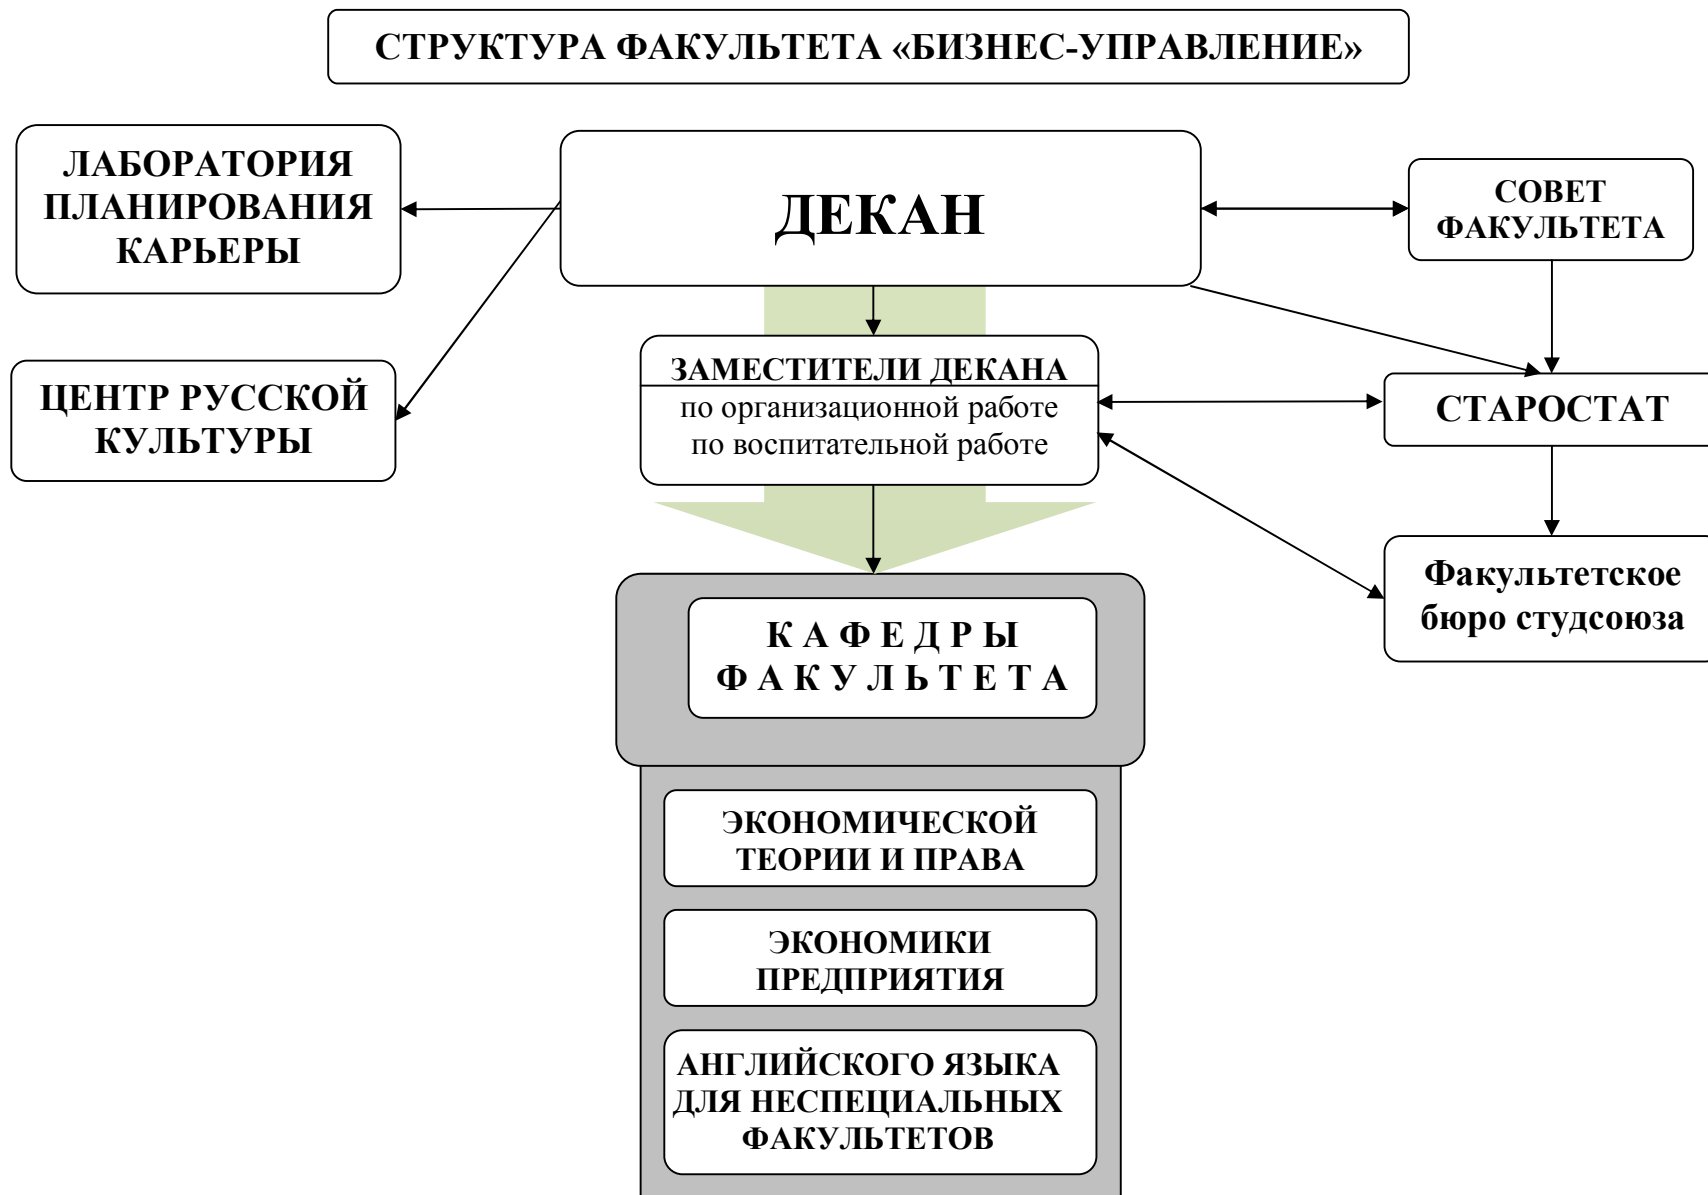 СТРУКТУРА ФАКУЛЬТЕТА «БИЗНЕС-УПРАВЛЕНИЕ»
ЛАБОРАТОРИЯ
ПЛАНИРОВАНИЯ
КАРЬЕРЫ
ДЕКАН
СОВЕТ
ФАКУЛЬТЕТА
ЦЕНТР РУССКОЙ
КУЛЬТУРЫ
ЗАМЕСТИТЕЛИ ДЕКАНА
по организационной работе
по воспитательной работе
СТАРОСТАТ
Факультетское
бюро студсоюза
К А Ф Е Д Р Ы
Ф А К У Л Ь Т Е Т А
ЭКОНОМИЧЕСКОЙ
ТЕОРИИ И ПРАВА
ЭКОНОМИКИ
ПРЕДПРИЯТИЯ
АНГЛИЙСКОГО ЯЗЫКА
ДЛЯ НЕСПЕЦИАЛЬНЫХ
ФАКУЛЬТЕТОВ